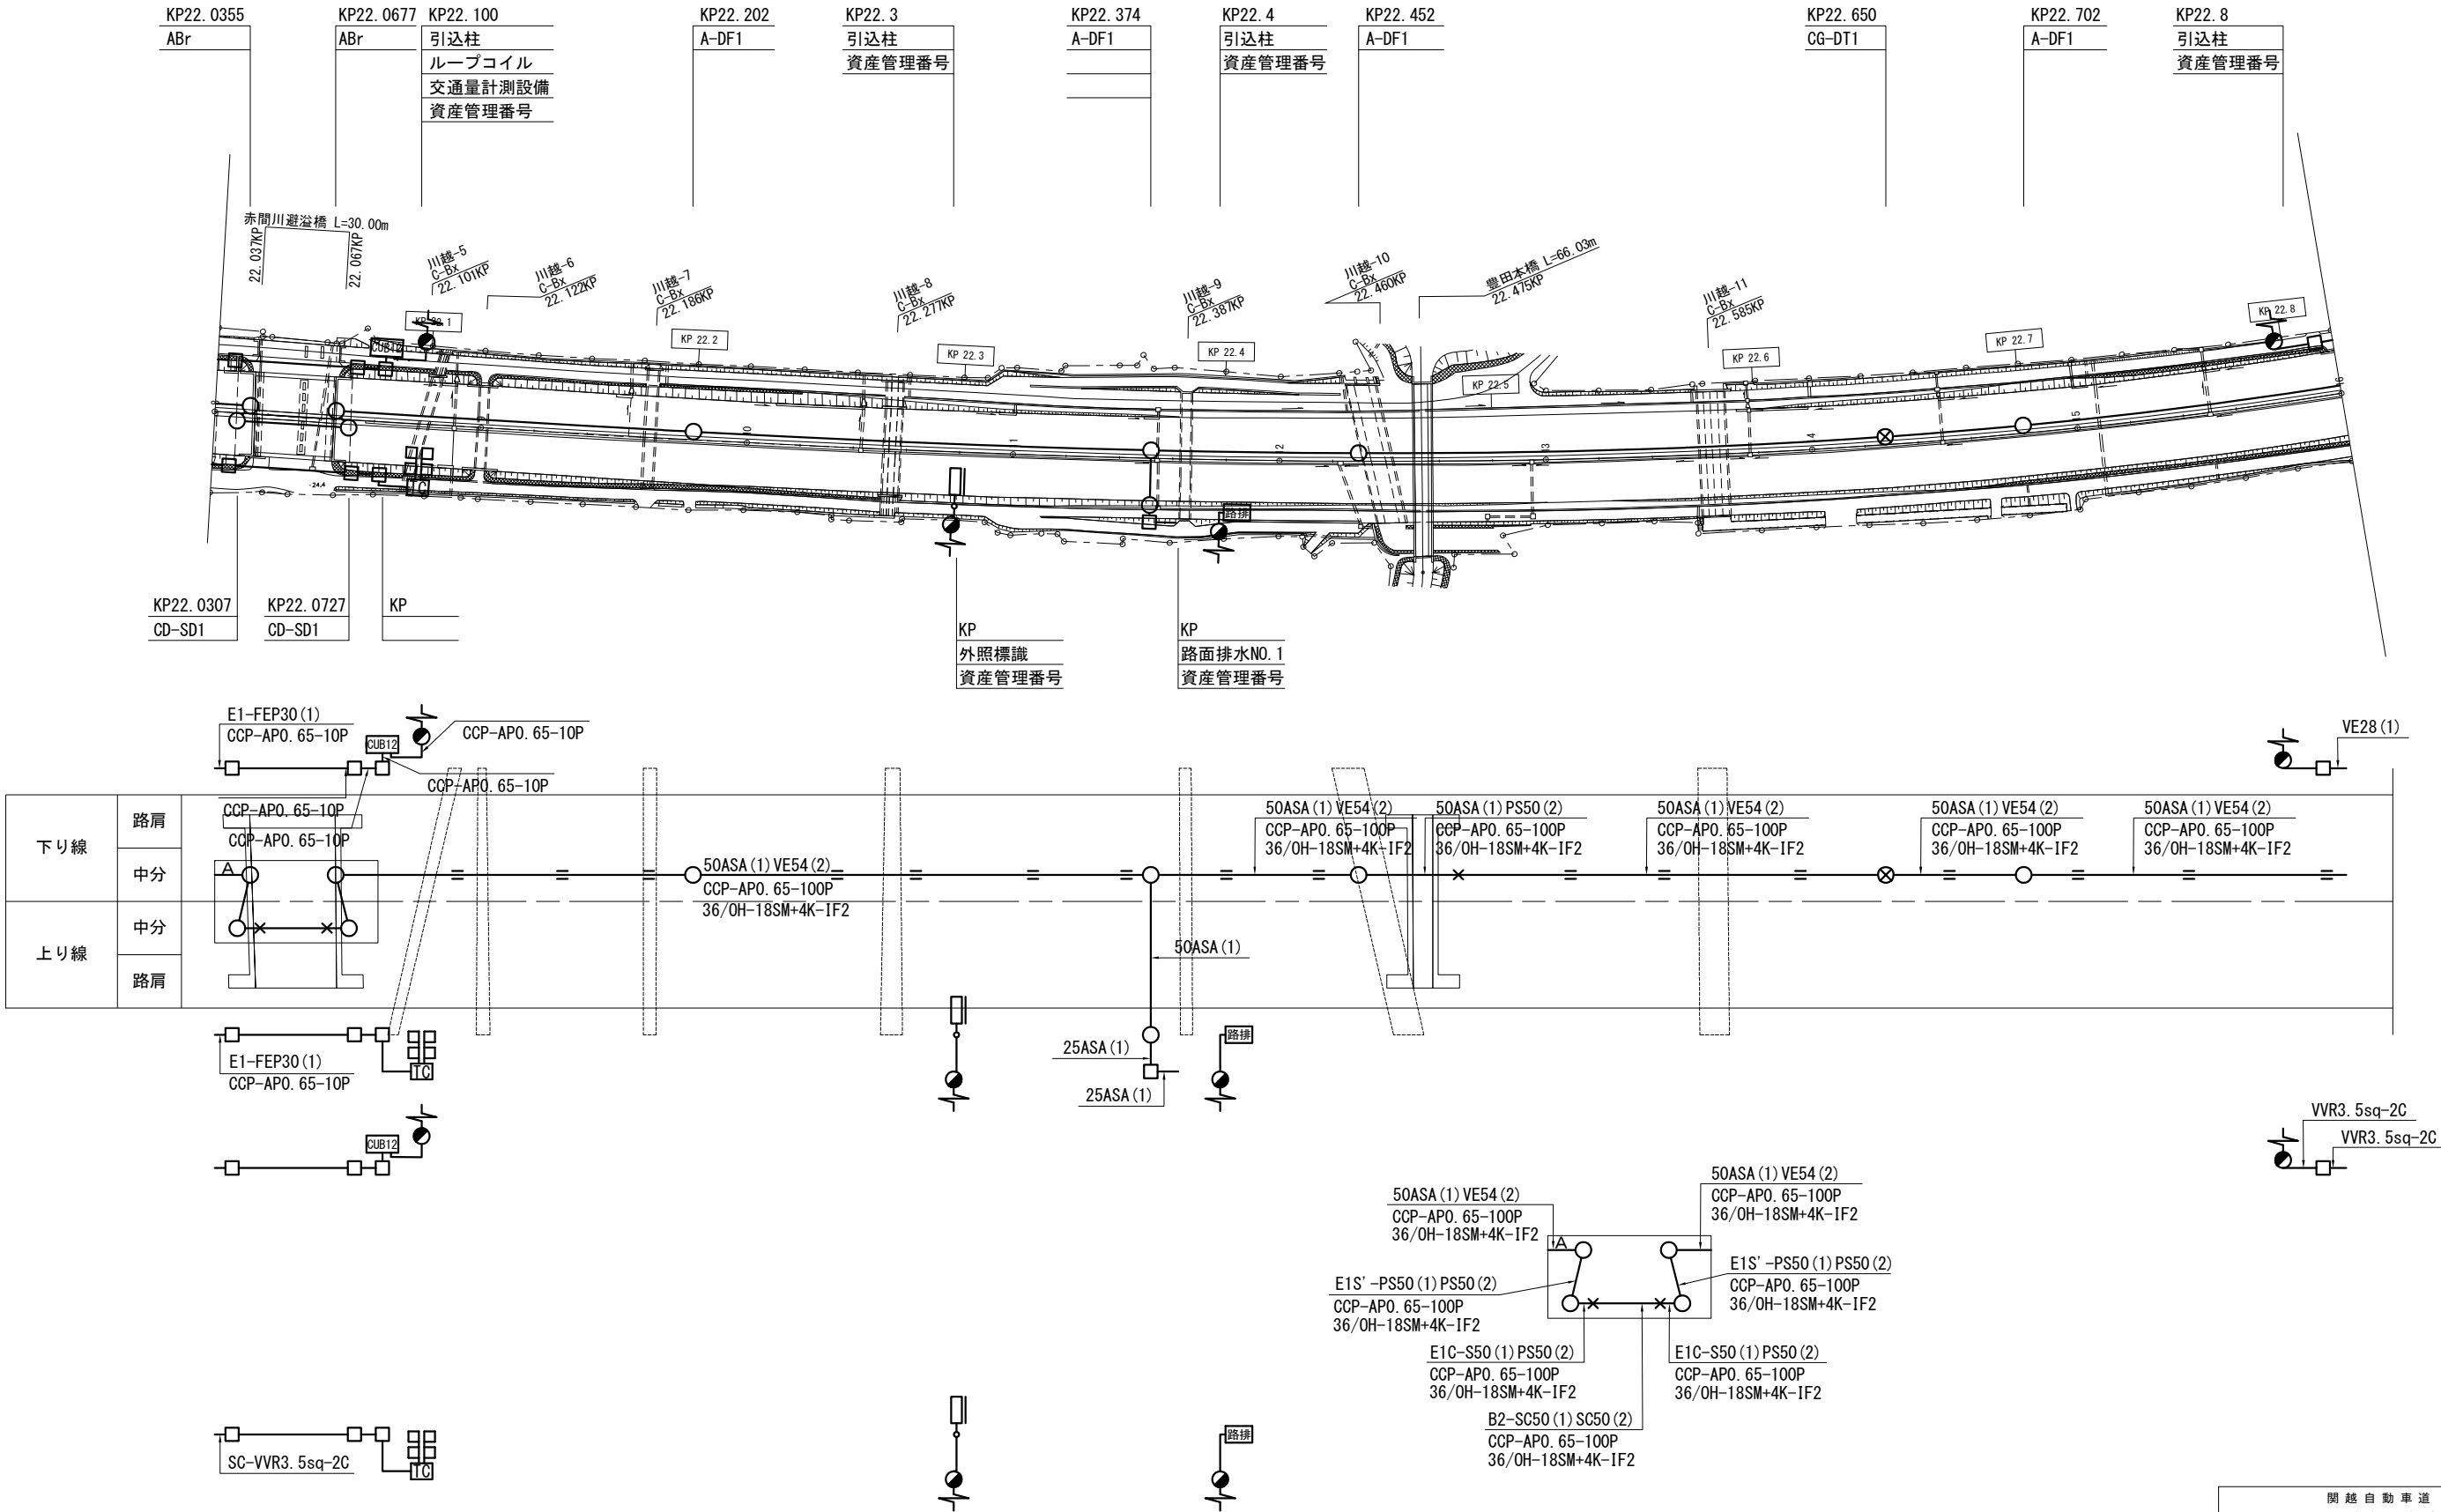 KP22.0355
ABr
KP22.0677
ABr
KP22.100
引込柱
ループコイル
交通量計測設備
資産管理番号
KP22.202
A-DF1
KP22.3
引込柱
資産管理番号
KP22.374
A-DF1
KP22.4
引込柱
資産管理番号
KP22.452
A-DF1
KP22.650
CG-DT1
KP22.702
A-DF1
KP22.8
引込柱
資産管理番号
赤間川避溢橋 L=30.00m
22.037KP
22.067KP
川越-5
C-Bx
22.101KP
川越-6
C-Bx
22.122KP
川越-7
C-Bx
22.186KP
川越-8
C-Bx
22.277KP
川越-9
C-Bx
22.387KP
川越-10
C-Bx
22.460KP
豊田本橋 L=66.03m
22.475KP
川越-11
C-Bx
22.585KP
KP 22.1
KP 22.2
KP 22.3
KP 22.4
KP 22.5
KP 22.6
KP 22.7
KP 22.8
CUB12
9
10
1
12
13
4
15
16
24.4
TC
路排
KP22.0307
CD-SD1
KP22.0727
CD-SD1
KP
KP
外照標識
資産管理番号
KP
路面排水NO.1
資産管理番号
E1-FEP30(1)
CCP-AP0.65-10P
CUB12
CCP-AP0.65-10P
CCP-AP0.65-10P
CCP-AP0.65-10P
CCP-AP0.65-10P
VE28(1)
下り線
路肩
中分
上り線
中分
路肩
A
50ASA(1)VE54(2)
CCP-AP0.65-100P
36/OH-18SM+4K-IF2
50ASA(1)VE54(2)
CCP-AP0.65-100P
36/OH-18SM+4K-IF2
50ASA(1)PS50(2)
CCP-AP0.65-100P
36/OH-18SM+4K-IF2
50ASA(1)VE54(2)
CCP-AP0.65-100P
36/OH-18SM+4K-IF2
50ASA(1)VE54(2)
CCP-AP0.65-100P
36/OH-18SM+4K-IF2
50ASA(1)VE54(2)
CCP-AP0.65-100P
36/OH-18SM+4K-IF2
50ASA(1)
E1-FEP30(1)
CCP-AP0.65-10P
TC
25ASA(1)
25ASA(1)
路排
CUB12
VVR3.5sq-2C
VVR3.5sq-2C
50ASA(1)VE54(2)
CCP-AP0.65-100P
36/OH-18SM+4K-IF2
50ASA(1)VE54(2)
CCP-AP0.65-100P
36/OH-18SM+4K-IF2
A
E1S'-PS50(1)PS50(2)
CCP-AP0.65-100P
36/OH-18SM+4K-IF2
E1S'-PS50(1)PS50(2)
CCP-AP0.65-100P
36/OH-18SM+4K-IF2
E1C-S50(1)PS50(2)
CCP-AP0.65-100P
36/OH-18SM+4K-IF2
E1C-S50(1)PS50(2)
CCP-AP0.65-100P
36/OH-18SM+4K-IF2
B2-SC50(1)SC50(2)
CCP-AP0.65-100P
36/OH-18SM+4K-IF2
SC-VVR3.5sq-2C
TC
路排
関越自動車道